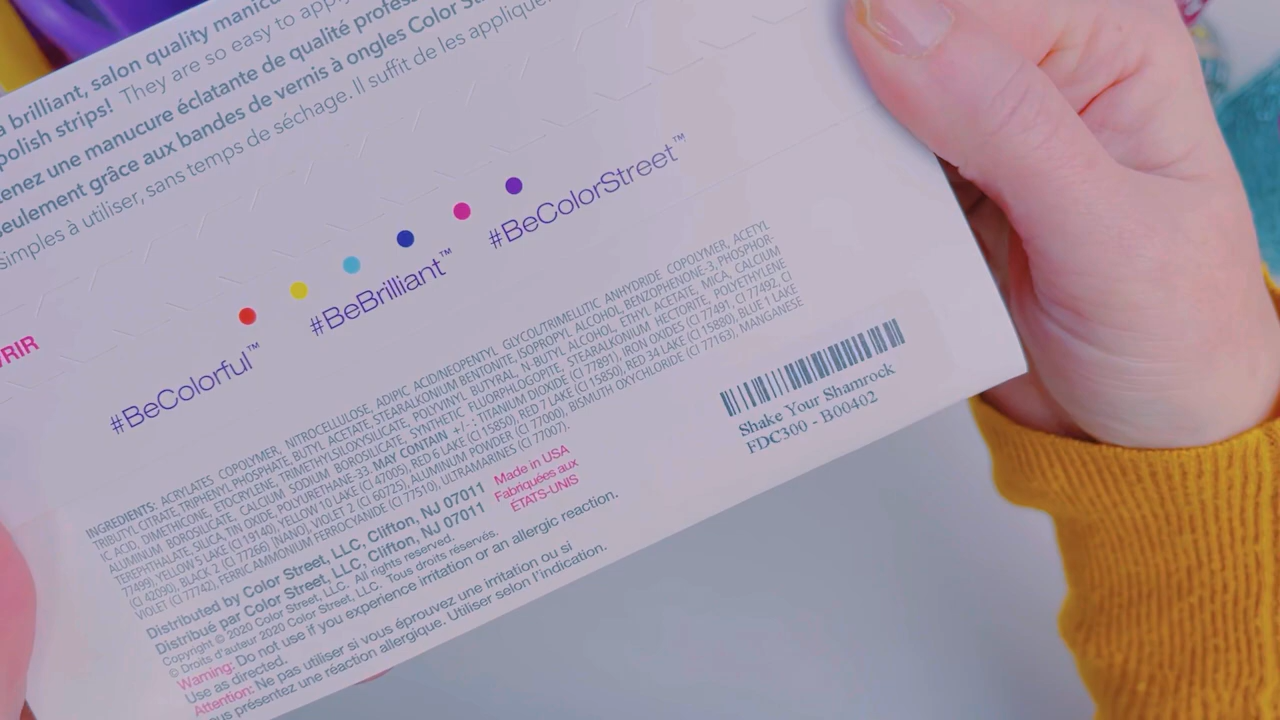 a brilliant, salon quality manic
polish strips! They are so easy to apply
enez une manucure éclatante de qualité profes
seulement grâce aux bandes de vernis à ongles Color S
simples à utiliser, sans temps de séchage. Il suffit de les applique
RIR
#BeColorful™
#BeBrilliant™
#BeColorStreet™
INGREDIENTS: ACRYLATES COPOLYMER, NITROCELLULOSE, ADIPIC ACID/NEOPENTYL GLYCOL/TRIMELLITIC ANHYDRIDE COPOLYMER, ACETYL
TRIBUTYL CITRATE, TRIPHENYL PHOSPHATE, BUTYL ACETATE, STEARALKONIUM BENTONITE, ISOPROPYL ALCOHOL, BENZOPHENONE-3, PHOSPHOR-
IC ACID, DIMETHICONE, ETOCRYLENE, TRIMETHYLSILOXYSILICATE, POLYVINYL BUTYRAL, N-BUTYL ALCOHOL, ETHYL ACETATE, MICA, CALCIUM
ALUMINUM BOROSILICATE, CALCIUM SODIUM BOROSILICATE, SYNTHETIC FLUORPHLOGOPITE, STEARALKONIUM HECTORITE, POLYETHYLENE
TEREPHTHALATE, SILICA, TIN OXIDE, POLYURETHANE-33. MAY CONTAIN +/-: TITANIUM DIOXIDE (CI 77891), IRON OXIDES (CI 77491, CI 77492, CI
77499), YELLOW 5 LAKE (CI 19140), YELLOW 10 LAKE (CI 47005), RED 6 LAKE (CI 15850), RED 7 LAKE (CI 15850), RED 34 LAKE (CI 15880), BLUE 1 LAKE
(CI 42090), BLACK 2 (CI 77266) [NANO], VIOLET 2 (CI 60725), ALUMINUM POWDER (CI 77000), BISMUTH OXYCHLORIDE (CI 77163), MANGANESE
VIOLET (CI 77742), FERRIC AMMONIUM FERROCYANIDE (CI 77510), ULTRAMARINES (CI 77007).
Distributed by Color Street, LLC, Clifton, NJ 07011
Distribué par Color Street, LLC, Clifton, NJ 07011
Copyright © 2020 Color Street, LLC. All rights reserved.
© Droits d'auteur 2020 Color Street, LLC. Tous droits réservés.
Made in USA
Fabriquées aux
ÉTATS-UNIS
Warning: Do not use if you experience irritation or an allergic reaction.
Use as directed.
Attention: Ne pas utiliser si vous éprouvez une irritation ou si
us présentez une réaction allergique. Utiliser selon l'indication.
Shake Your Shamrock
FDC300 - B00402